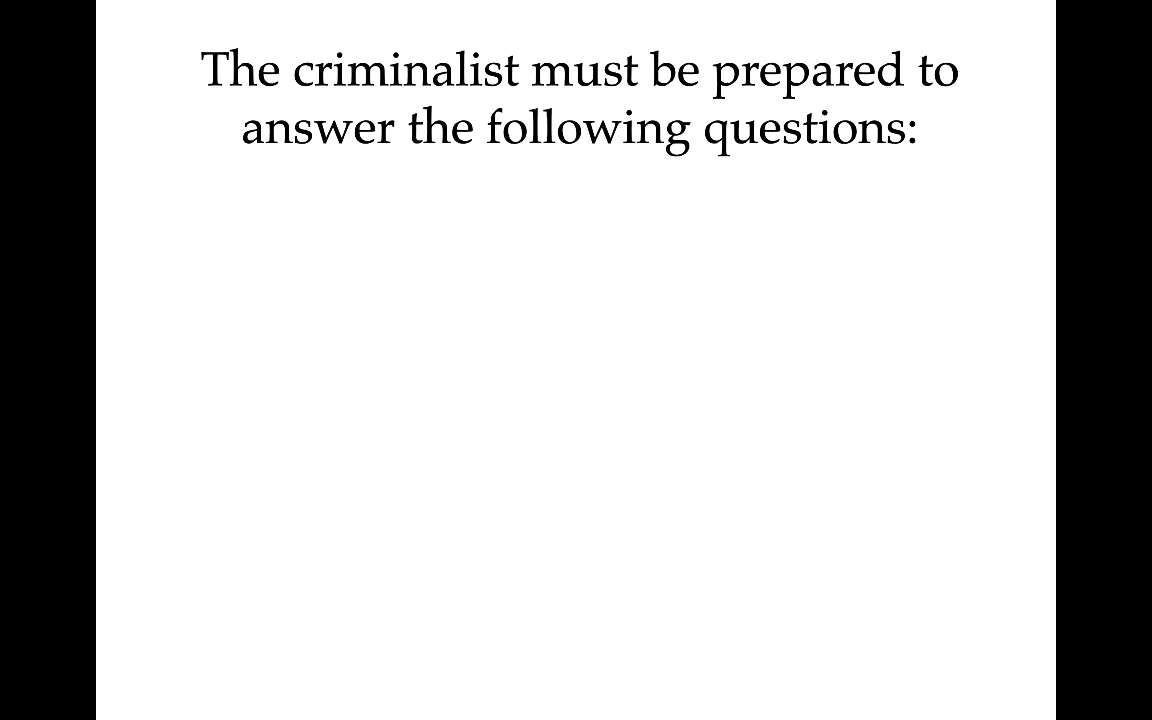 The criminalist must be prepared to
answer the following questions: